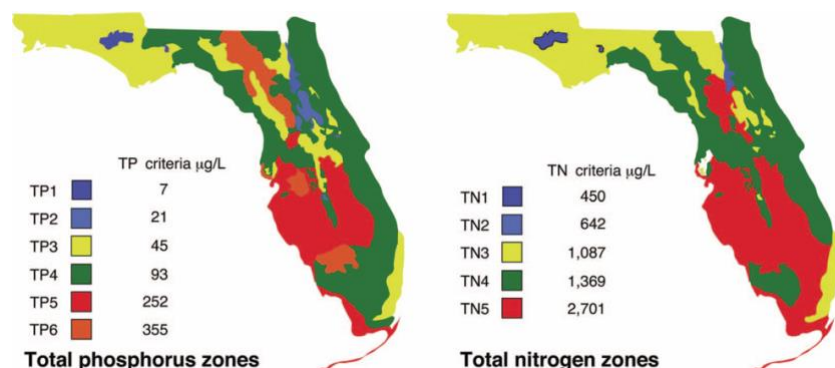 TP criteria µg/L
TP1 7
TP2 21
TP3 45
TP4 93
TP5 252
TP6 355
Total phosphorus zones
TN criteria µg/L
TN1 450
TN2 642
TN3 1,087
TN4 1,369
TN5 2,701
Total nitrogen zones